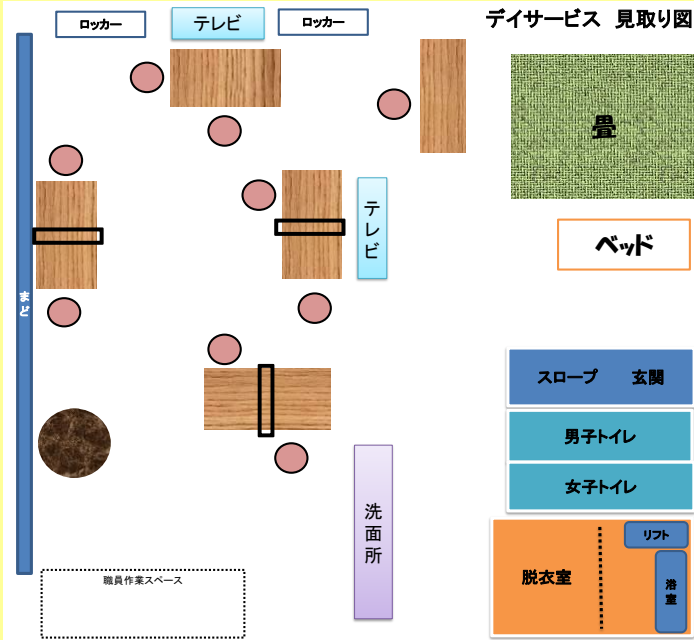 デイサービス 見取り図
ロッカー
テレビ
ロッカー
畳
テレビ
ベッド
まど
スロープ 玄関
男子トイレ
女子トイレ
洗面所
リフト
脱衣室
浴室
職員作業スペース